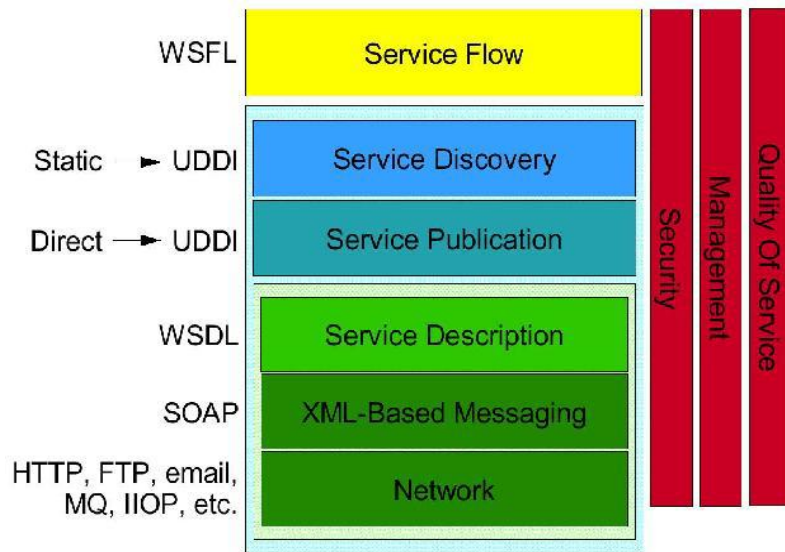 WSFL Service Flow
Static UDDI Service Discovery
Direct UDDI Service Publication
WSDL Service Description
SOAP XML-Based Messaging
HTTP, FTP, email,
MQ, IIOP, etc.
Network
Security
Management
Quality Of Service